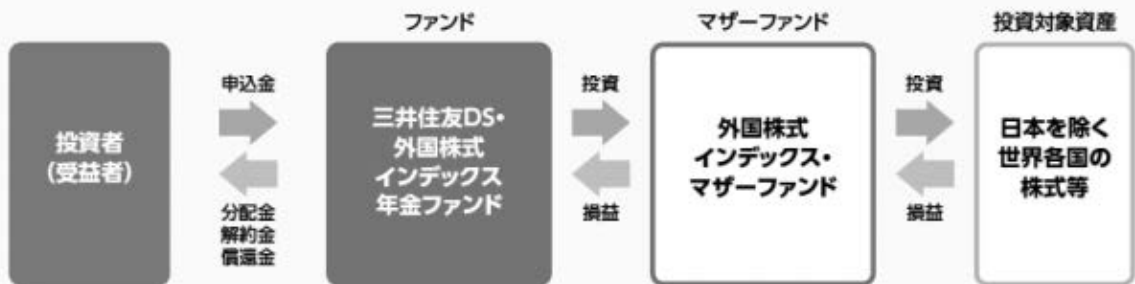 ファンド
マザーファンド
投資対象資産
投資者
(受益者)
申込金
分配金
解約金
償還金
三井住友DS・
外国株式
インデックス
年金ファンド
投資
損益
外国株式
インデックス・
マザーファンド
投資
損益
日本を除く
世界各国の
株式等